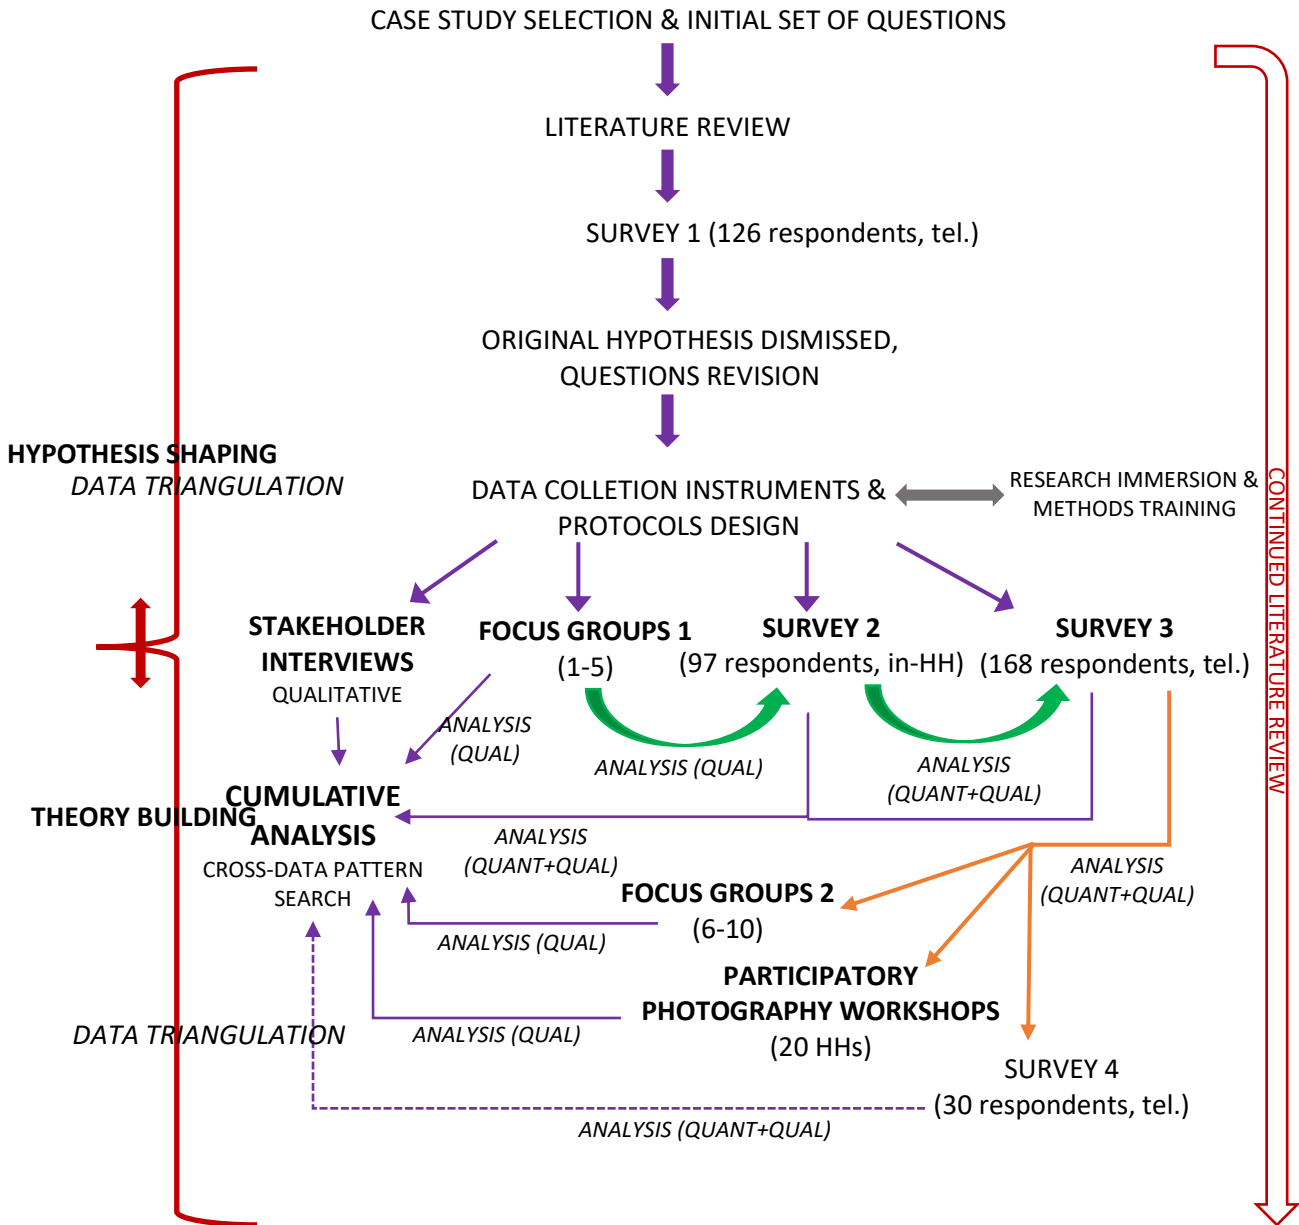 CASE STUDY SELECTION & INITIAL SET OF QUESTIONS
LITERATURE REVIEW
SURVEY 1 (126 respondents, tel.)
ORIGINAL HYPOTHESIS DISMISSED,
QUESTIONS REVISION
HYPOTHESIS SHAPING
DATA TRIANGULATION
DATA COLLETION INSTRUMENTS &
PROTOCOLS DESIGN
RESEARCH IMMERSION &
METHODS TRAINING
CONTINUED LITERATURE REVIEW
STAKEHOLDER
INTERVIEWS
QUALITATIVE
FOCUS GROUPS 1
(1-5)
SURVEY 2
(97 respondents, in-HH)
SURVEY 3
(168 respondents, tel.)
ANALYSIS
(QUAL)
ANALYSIS (QUAL)
ANALYSIS
(QUANT+QUAL)
THEORY BUILDING
CUMULATIVE
ANALYSIS
CROSS-DATA PATTERN
SEARCH
ANALYSIS
(QUANT+QUAL)
ANALYSIS
(QUANT+QUAL)
FOCUS GROUPS 2
(6-10)
ANALYSIS (QUAL)
PARTICIPATORY
PHOTOGRAPHY WORKSHOPS
(20 HHs)
DATA TRIANGULATION
ANALYSIS (QUAL)
SURVEY 4
(30 respondents, tel.)
ANALYSIS (QUANT+QUAL)